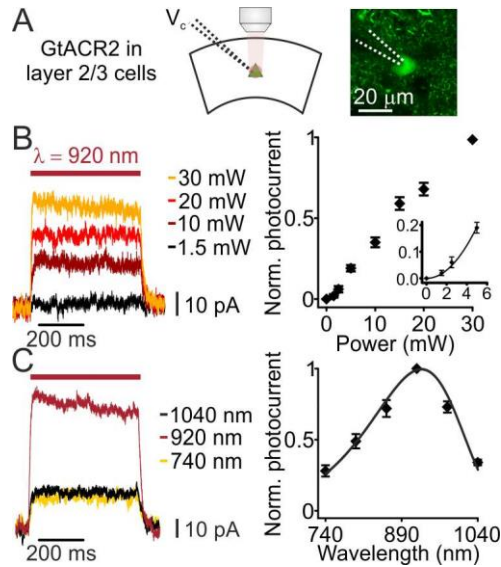 A
GtACR2 in
layer 2/3 cells
Vc
20 μm
B
λ = 920 nm
30 mW
20 mW
10 mW
1.5 mW
10 pA
200 ms
Norm. photocurrent
1
0.5
0
0 10 20 30
Power (mW)
0.2
0.1
0.0
0 2 4 6
C
1040 nm
920 nm
740 nm
10 pA
200 ms
Norm. photocurrent
1
0.5
0
740 890 1040
Wavelength (nm)